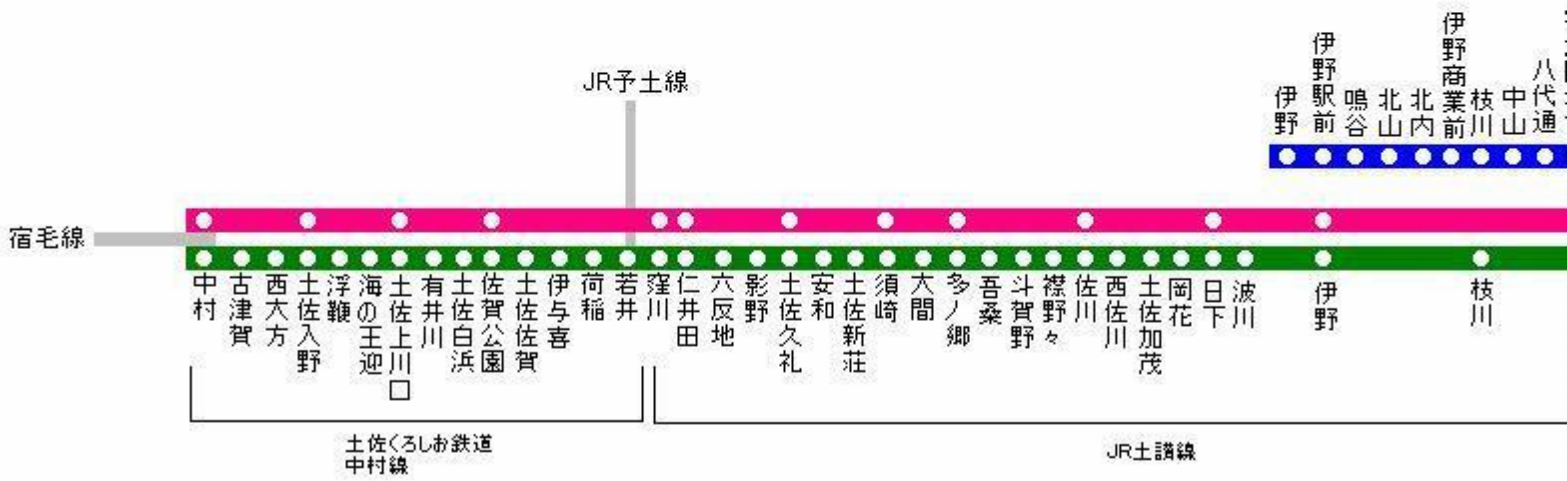 JR予土線
宿毛線
伊野
伊野駅前
鳴谷
北山
北内
伊野商業前
枝川
中山
八代通
中村
古津賀
西大方
土佐入野
浮鞭
海の王迎
土佐上川口
有井川
土佐白浜
佐賀公園
土佐佐賀
伊与喜
荷稲
若井
窪川
仁井田
六反地
影野
土佐久礼
安和
土佐新荘
須崎
大間
多ノ郷
吾桑
斗賀野
襟野々
佐川
西佐川
土佐加茂
岡花
日下
波川
伊野
枝川
土佐くろしお鉄道
中村線
JR土讃線